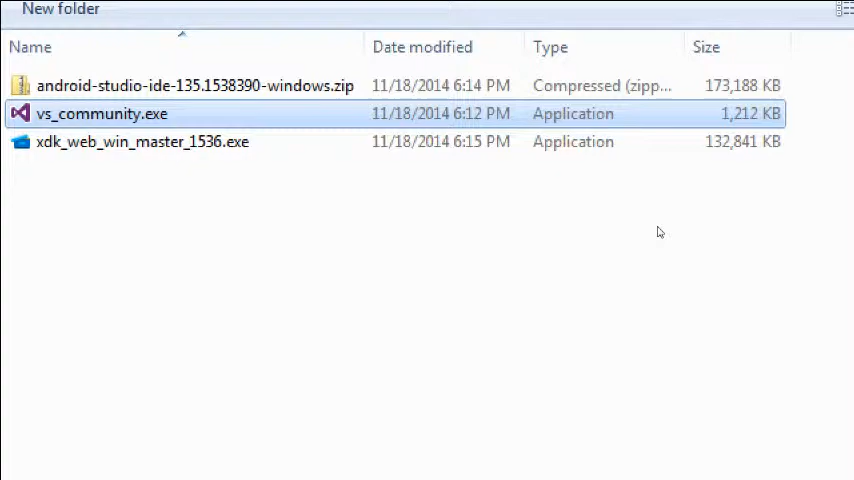 New folder
Name Date modified Type Size
android-studio-ide-135.1538390-windows.zip 11/18/2014 6:14 PM Compressed (zipp... 173,188 KB
vs_community.exe 11/18/2014 6:12 PM Application 1,212 KB
xdk_web_win_master_1536.exe 11/18/2014 6:15 PM Application 132,841 KB